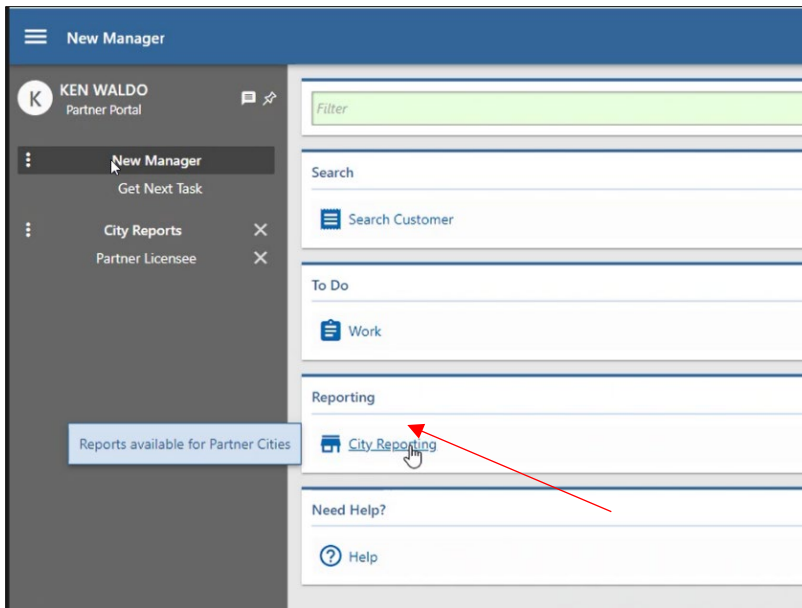 New Manager
K
KEN WALDO
Partner Portal
New Manager
Get Next Task
City Reports
Partner Licensee
Filter
Search
Search Customer
To Do
Work
Reporting
Reports available for Partner Cities
City Reporting
Need Help?
? Help